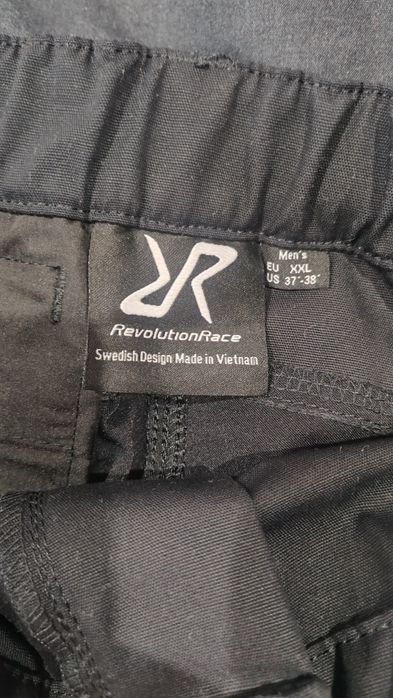 RevolutionRace
Swedish Design Made in Vietnam
Men's
EU XXL
US 37"-38"